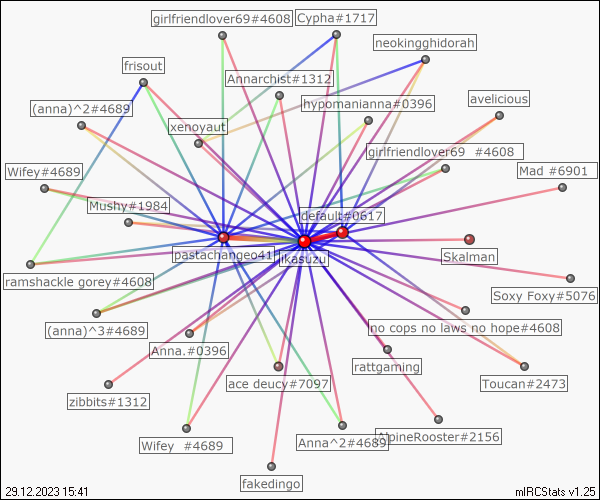 girlfriendlover69#4608
Cypha#1717
neokingghidorah
frisout
Annarchist#1312
(anna)^2#4689
hypomanianna#0396
avelicious
xenoyaut
girlfriendlover69 #4608
Wifey#4689
Mad #6901
Mushy#1984
default#0617
pastachangeo41
jikasuzu
Skalman
ramshackle gorey#4608
Soxy Foxy#5076
(anna)^3#4689
no cops no laws no hope#4608
Anna.#0396
rattgaming
ace deucy#7097
Toucan#2473
zibbits#1312
Wifey #4689
Anna^2#4689
AlpineRooster#2156
fakedingo
29.12.2023 15:41
mIRCStats v1.25